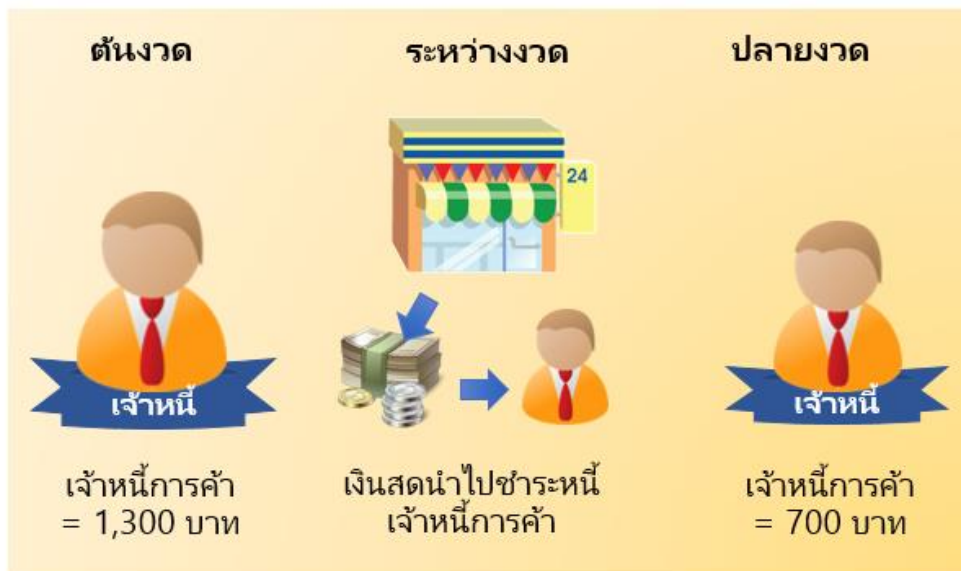 ต้นงวด
ระหว่างงวด
ปลายงวด
24
เจ้าหนี้
เจ้าหนี้
เจ้าหนี้การค้า
= 1,300 บาท
เงินสดนำไปชำระหนี้
เจ้าหนี้การค้า
เจ้าหนี้การค้า
= 700 บาท